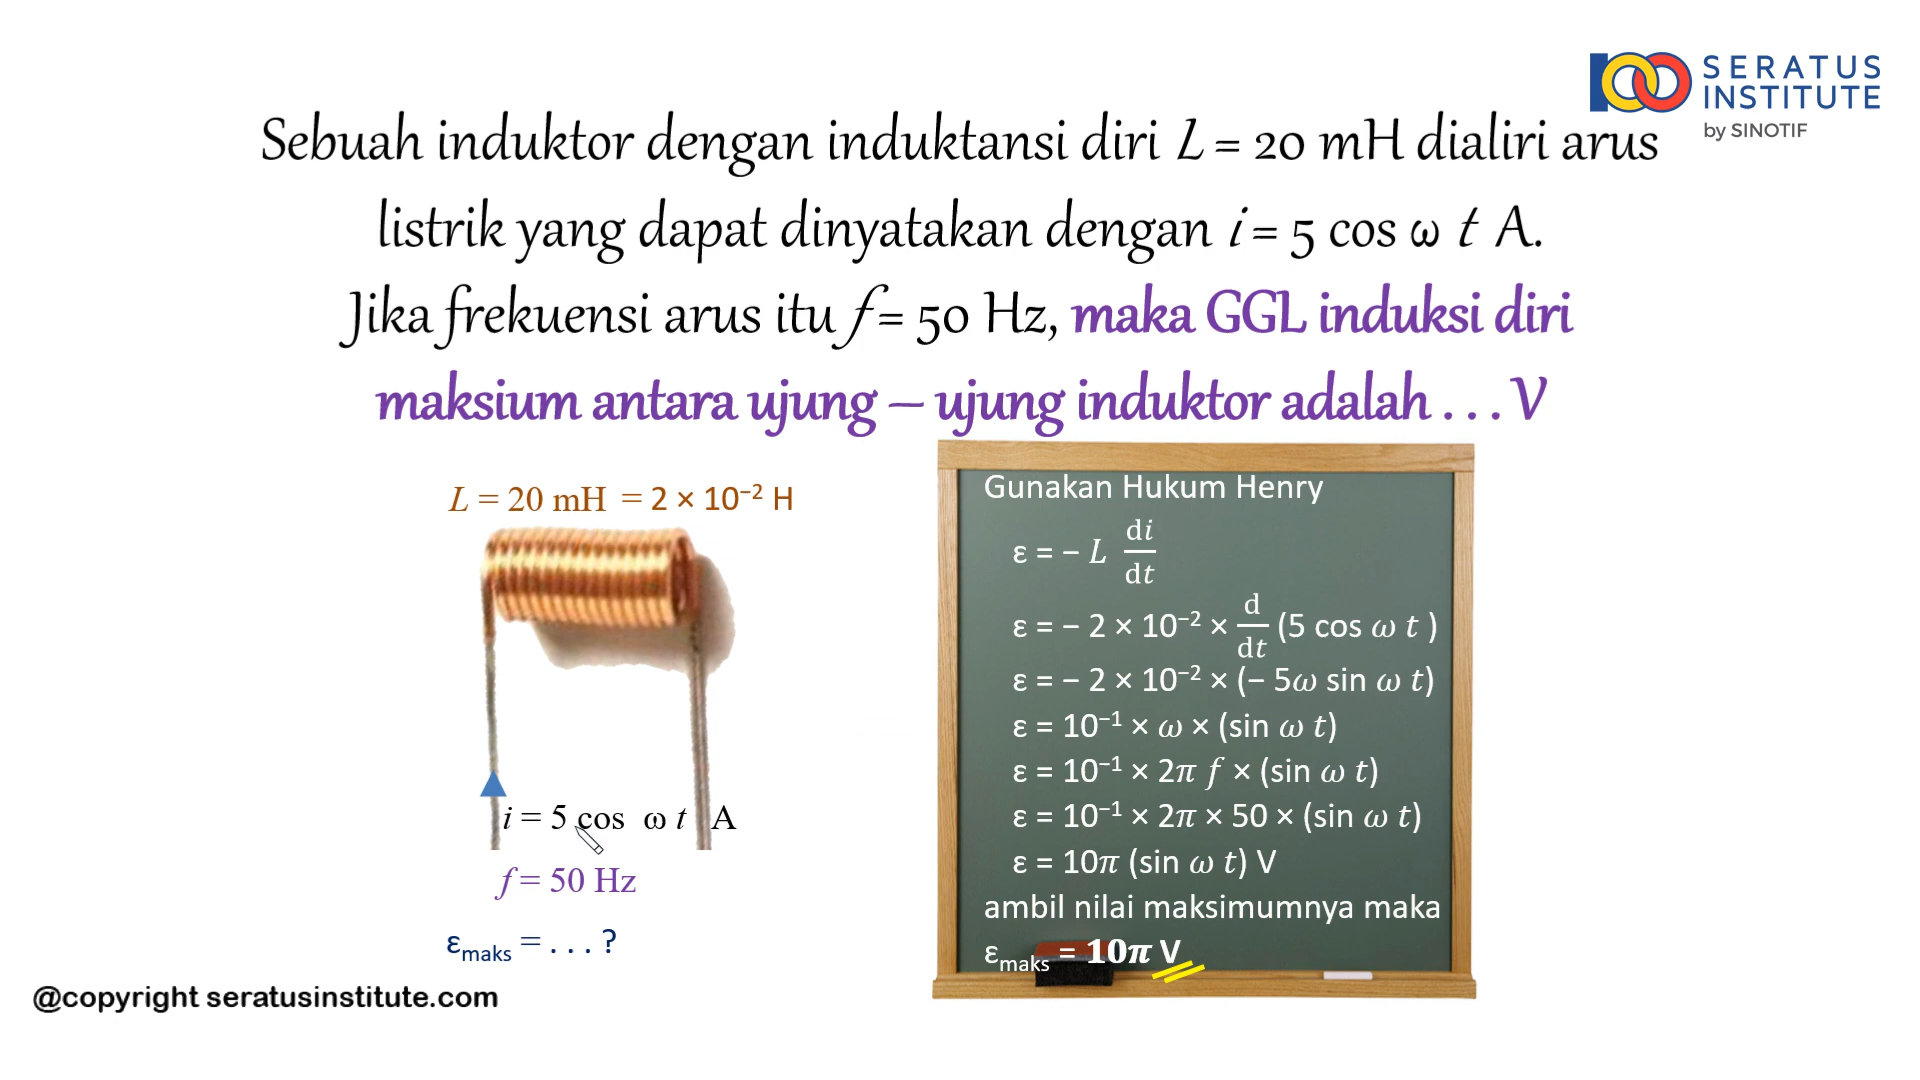 SERATUS
INSTITUTE
by SINOTIF
Sebuah induktor dengan induktansi diri L = 20 mH dialiri arus
listrik yang dapat dinyatakan dengan i = 5 cos ω t A.
Jika frekuensi arus itu f = 50 Hz, maka GGL induksi diri
maksium antara ujung – ujung induktor adalah . . . V
L = 20 mH = 2 × 10⁻² H
i = 5 cos ω t A
f = 50 Hz
ε_maks = . . . ?
Gunakan Hukum Henry
ε = − L di/dt
ε = − 2 × 10⁻² × d/dt (5 cos ω t )
ε = − 2 × 10⁻² × (− 5ω sin ω t)
ε = 10⁻¹ × ω × (sin ω t)
ε = 10⁻¹ × 2π f × (sin ω t)
ε = 10⁻¹ × 2π × 50 × (sin ω t)
ε = 10π (sin ω t) V
ambil nilai maksimumnya maka
ε_maks = 10π V
@copyright seratusinstitute.com